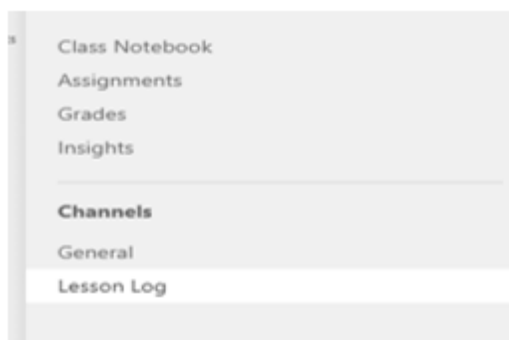 Class Notebook
Assignments
Grades
Insights
Channels
General
Lesson Log